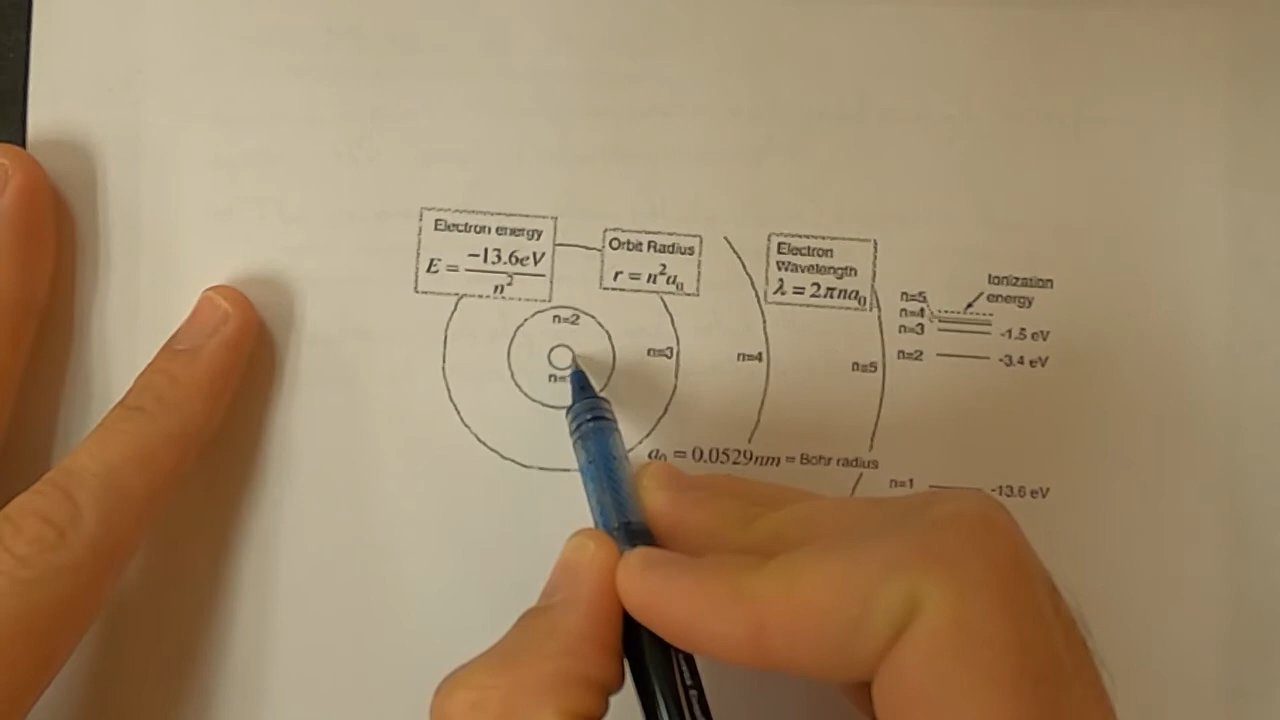 Electron energy
E = -13.6eV / n²
Orbit Radius
r = n²a₀
Electron
Wavelength
λ = 2πna₀
Ionization
energy
n=5
n=4
n=3
-1.5 eV
n=2
-3.4 eV
n=1
-13.6 eV
n=2
n=
n=3
n=4
n=5
a₀ = 0.0529nm = Bohr radius